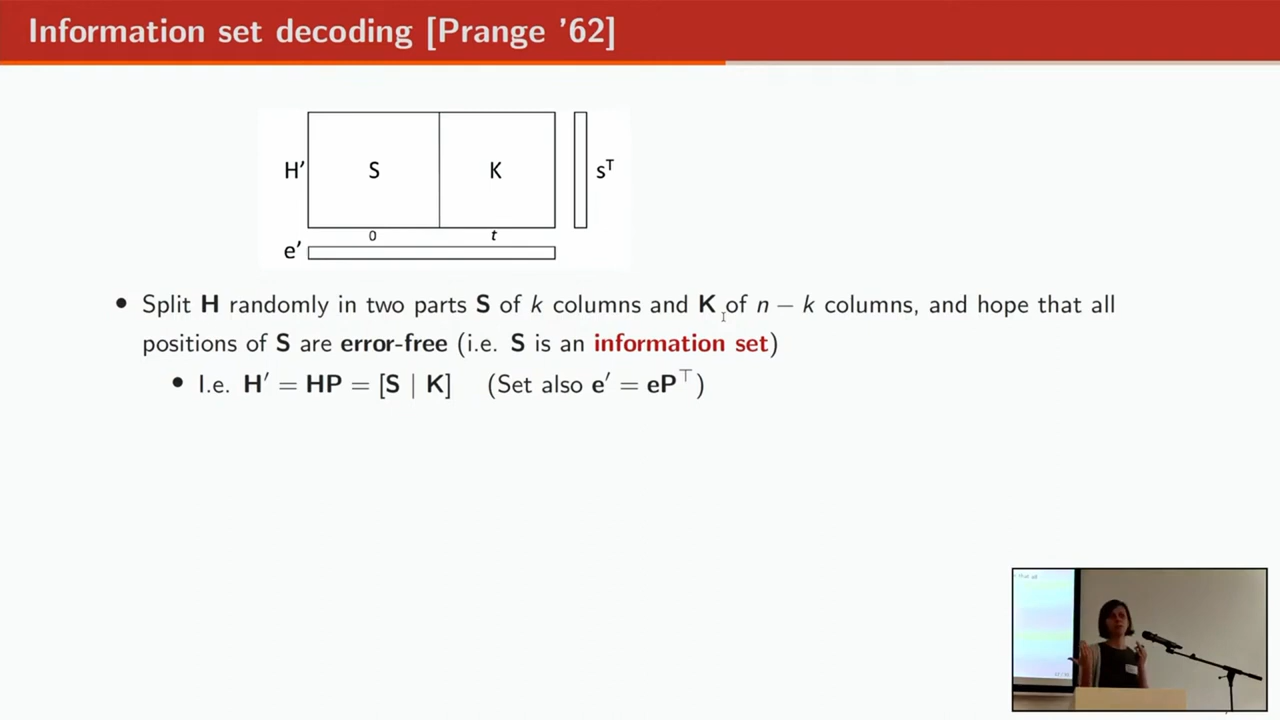 Information set decoding [Prange '62]
H' S K sᵀ
0 t
e'
• Split H randomly in two parts S of k columns and K of n − k columns, and hope that all
positions of S are error-free (i.e. S is an information set)
• I.e. H′ = HP = [S | K] (Set also e′ = eP⊤)